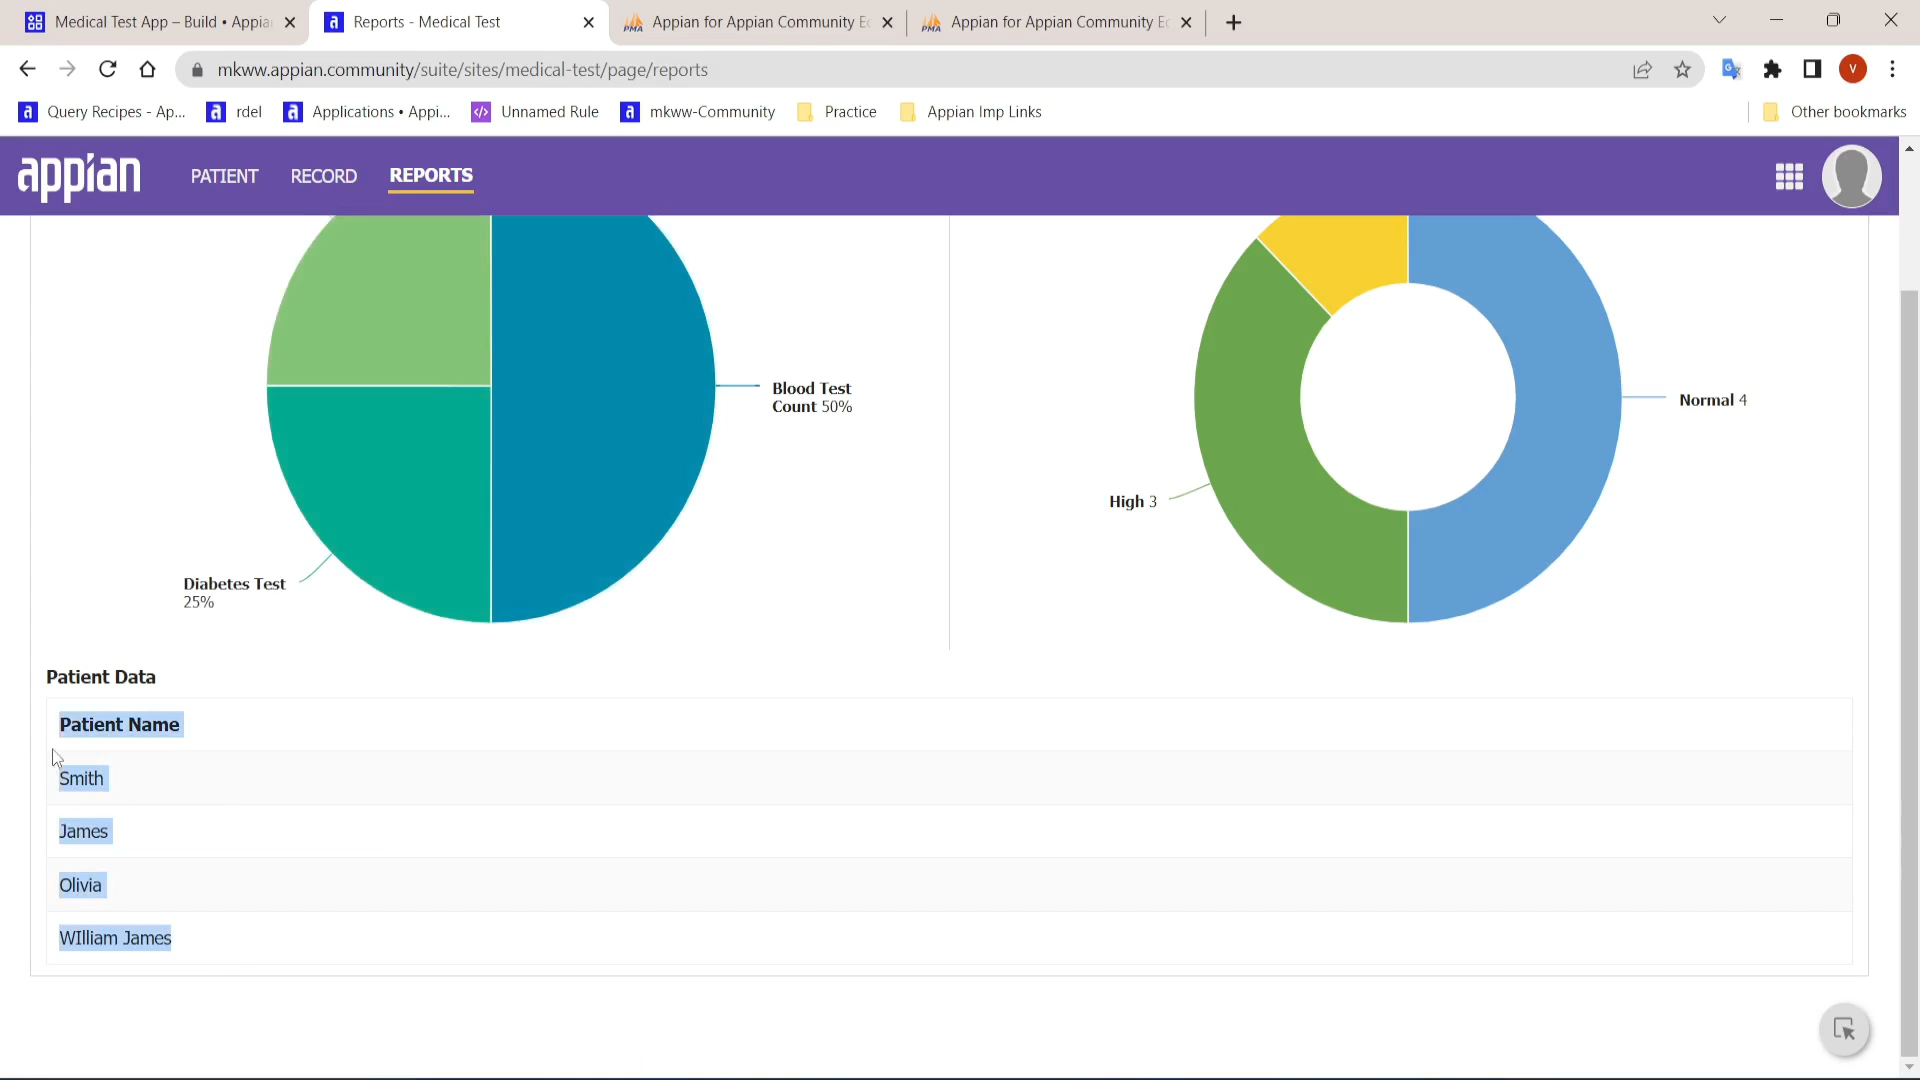 Medical Test App – Build • Appia
Reports - Medical Test
Appian for Appian Community Ec
Appian for Appian Community Ec
mkww.appian.community/suite/sites/medical-test/page/reports
V
Query Recipes - Ap...
rdel
Applications • Appi...
Unnamed Rule
mkww-Community
Practice
Appian Imp Links
Other bookmarks
appian
PATIENT
RECORD
REPORTS
Blood Test
Count 50%
Normal 4
High 3
Diabetes Test
25%
Patient Data
Patient Name
Smith
James
Olivia
WIlliam James